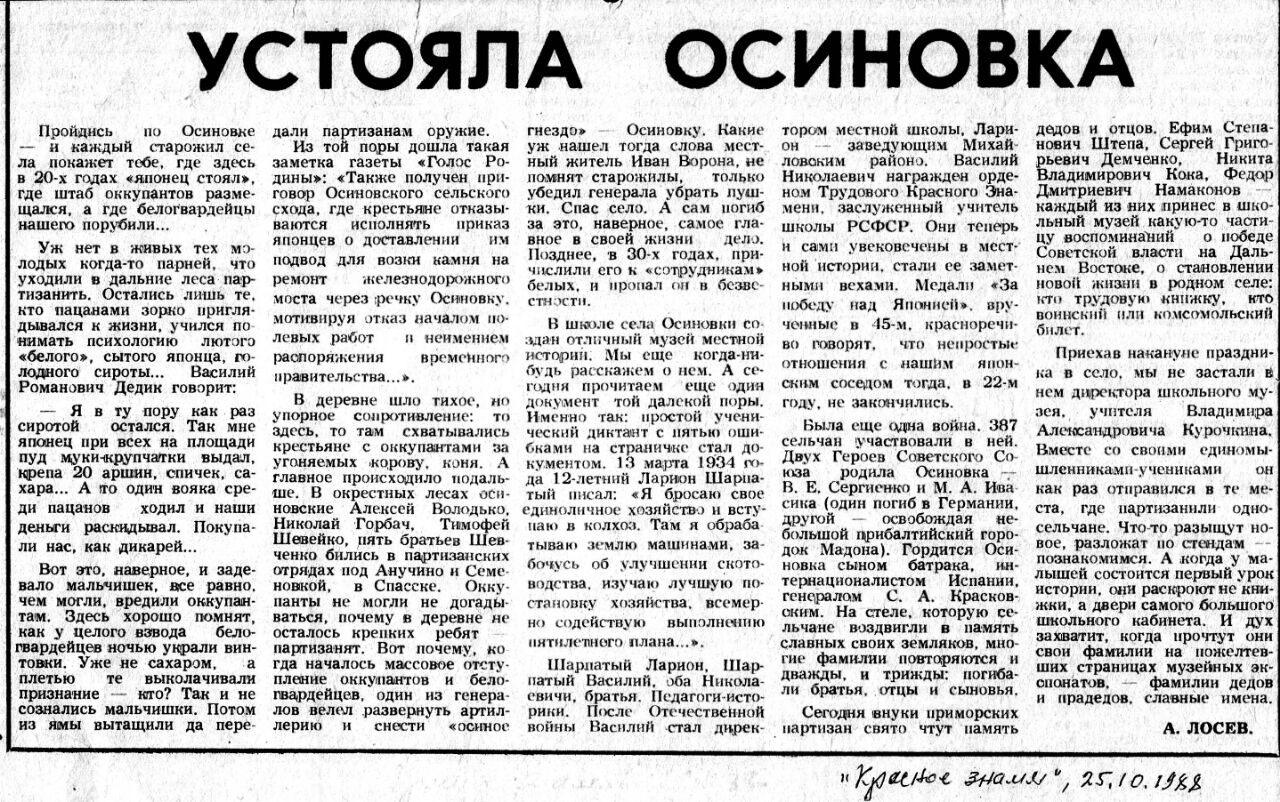 УСТОЯЛА ОСИНОВКА
Пройдись по Осиновке
— и каждый старожил се-
ла покажет тебе, где здесь
в 20-х годах «японец стоял»,
где штаб оккупантов разме-
щался, а где белогвардейцы
нашего порубили...
Уж нет в живых тех мо-
лодых когда-то парней, что
уходили в дальние леса пар-
тизанить. Остались лишь те,
кто пацанами зорко пригля-
дывался к жизни, учился по-
нимать психологию лютого
«белого», сытого японца, го-
лодного сироты... Василий
Романович Дедик говорит:
— Я в ту пору как раз
сиротой остался. Так мне
японец при всех на площади
пуд муки-крупчатки выдал,
крепа 20 аршин, спичек, са-
хара... А то один вояка сре-
ди пацанов ходил и наши
деньги раскидывал. Покупа-
ли нас, как дикарей...
Вот это, наверное, и заде-
вало мальчишек, все равно,
чем могли, вредили оккупан-
там. Здесь хорошо помнят,
как у целого взвода бело-
гвардейцев ночью украли вин-
товки. Уже не сахаром, а
плетью те выколачивали
признание — кто? Так и не
сознались мальчишки. Потом
из ямы вытащили да пере-
дали партизанам оружие.
Из той поры дошла такая
заметка газеты «Голос Ро-
дины»: «Также получен при-
говор Осиновского сельского
схода, где крестьяне отказы-
ваются исполнять приказ
японцев о доставлении им
подвод для возки камня на
ремонт железнодорожного
моста через речку Осиновку,
мотивируя отказ началом по-
левых работ и неимением
распоряжения временного
правительства...».
В деревне шло тихое, но
упорное сопротивление: то
здесь, то там схватывались
крестьяне с оккупантами за
угоняемых корову, коня. А
главное происходило подаль-
ше. В окрестных лесах оси-
новские Алексей Володько,
Николай Горбач, Тимофей
Шевейко, пять братьев Шев-
ченко бились в партизанских
отрядах под Анучино и Семе-
новкой, в Спасске. Окку-
панты не могли не догады-
ваться, почему в деревне не
осталось крепких ребят —
партизанят. Вот почему, ко-
гда началось массовое отсту-
пление оккупантов и бело-
гвардейцев, один из генера-
лов велел развернуть артил-
лерию и снести «осиное
гнездо» — Осиновку. Какие
уж нашел тогда слова мест-
ный житель Иван Ворона, не
помнят старожилы, только
убедил генерала убрать пуш-
ки. Спас село. А сам погиб
за это, наверное, самое гла-
вное в своей жизни дело.
Позднее, в 30-х годах, при-
числили его к «сотрудникам»
белых, и пропал он в безве-
стности.
В школе села Осиновки со-
здан отличный музей местной
истории. Мы еще когда-ни-
будь расскажем о нем. А се-
годня прочитаем еще один
документ той далекой поры.
Именно так: простой учени-
ческий диктант с пятью оши-
бками на страничке стал до-
кументом. 13 марта 1934 го-
да 12-летний Ларион Шарпа-
тый писал: «Я бросаю свое
единоличное хозяйство и всту-
паю в колхоз. Там я обраба-
тываю землю машинами, за-
бочусь об улучшении ското-
водства, изучаю лучшую по-
становку хозяйства, всемер-
но содействую выполнению
пятилетнего плана...».
Шарпатый Ларион, Шар-
патый Василий, оба Никола-
евичи, братья. Педагоги-исто-
рики. После Отечественной
войны Василий стал дирек-
тором местной школы, Лари-
он — заведующим Михай-
ловским районо. Василий
Николаевич награжден орде-
ном Трудового Красного Зна-
мени, заслуженный учитель
школы РСФСР. Они теперь
и сами увековечены в мест-
ной истории, стали ее замет-
ными вехами. Медали «За
победу над Японией», вру-
ченные в 45-м, красноречи-
во говорят, что непростые
отношения с нашим япон-
ским соседом тогда, в 22-м
году, не закончились.
Была еще одна война. 387
сельчан участвовали в ней.
Двух Героев Советского Со-
юза родила Осиновка —
В. Е. Сергиенко и М. А. Ива-
сика (один погиб в Германии,
другой — освобождая не-
большой прибалтийский горо-
док Мадона). Гордится Оси-
новка сыном батрака, ин-
тернационалистом Испании,
генералом С. А. Красков-
ским. На стеле, которую се-
льчане воздвигли в память
славных своих земляков, мно-
гие фамилии повторяются и
дважды, и трижды: погиба-
ли братья, отцы и сыновья.
Сегодня внуки приморских
партизан свято чтут память
дедов и отцов. Ефим Степа-
нович Штепа, Сергей Григо-
рьевич Демченко, Никита
Владимирович Кока, Федор
Дмитриевич Намаконов —
каждый из них принес в шко-
льный музей какую-то части-
цу воспоминаний о победе
Советской власти на Даль-
нем Востоке, о становлении
новой жизни в родном селе:
кто трудовую книжку, кто
воинский или комсомольский
билет.
Приехав накануне праздни-
ка в село, мы не застали в
нем директора школьного му-
зея, учителя Владимира
Александровича Курочкина.
Вместе со своими единомы-
шленниками-учениками он
как раз отправился в те ме-
ста, где партизанили одно-
сельчане. Что-то разыщут но-
вое, разложат по стендам —
познакомимся. А когда у ма-
лышей состоится первый урок
истории, они раскроют не кни-
жки, а двери самого большого
школьного кабинета. И дух
захватит, когда прочтут они
свои фамилии на пожелтев-
ших страницах музейных эк-
спонатов, — фамилии дедов
и прадедов, славные имена.
А. ЛОСЕВ.
"Красное знамя", 25.10.1988